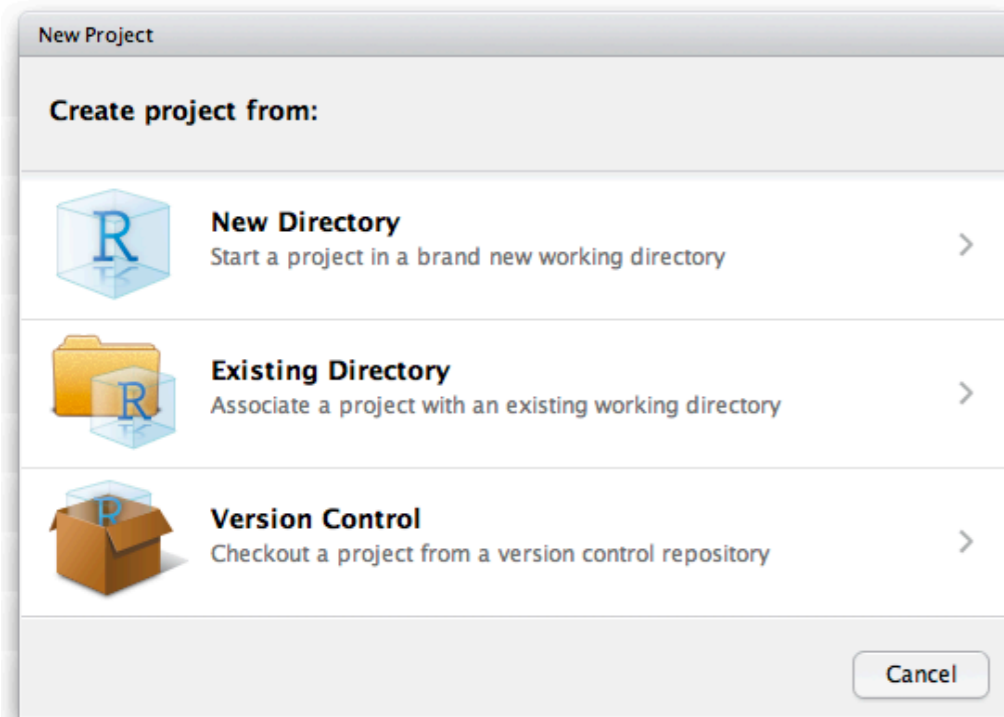 New Project
Create project from:
R
New Directory
Start a project in a brand new working directory
R
Existing Directory
Associate a project with an existing working directory
R
Version Control
Checkout a project from a version control repository
Cancel